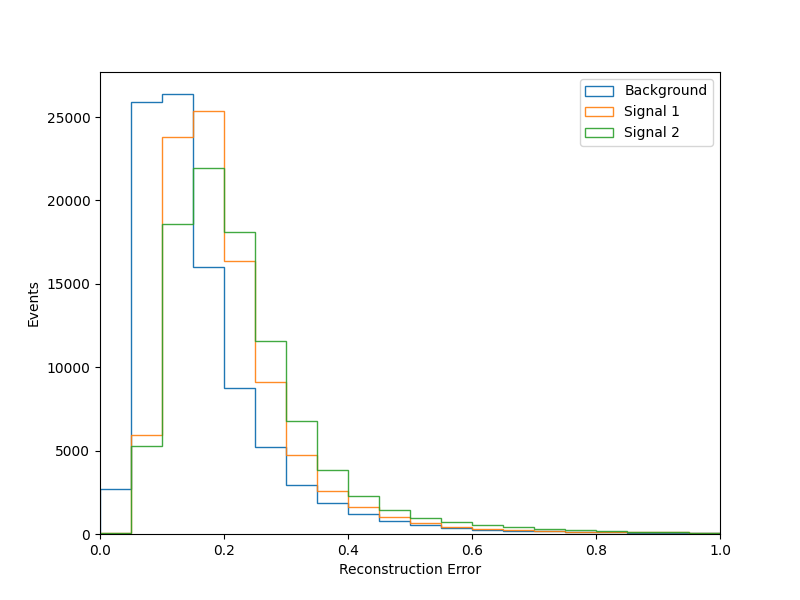 Background
Signal 1
Signal 2
25000
20000
15000
10000
5000
0
Events
0.0 0.2 0.4 0.6 0.8 1.0
Reconstruction Error